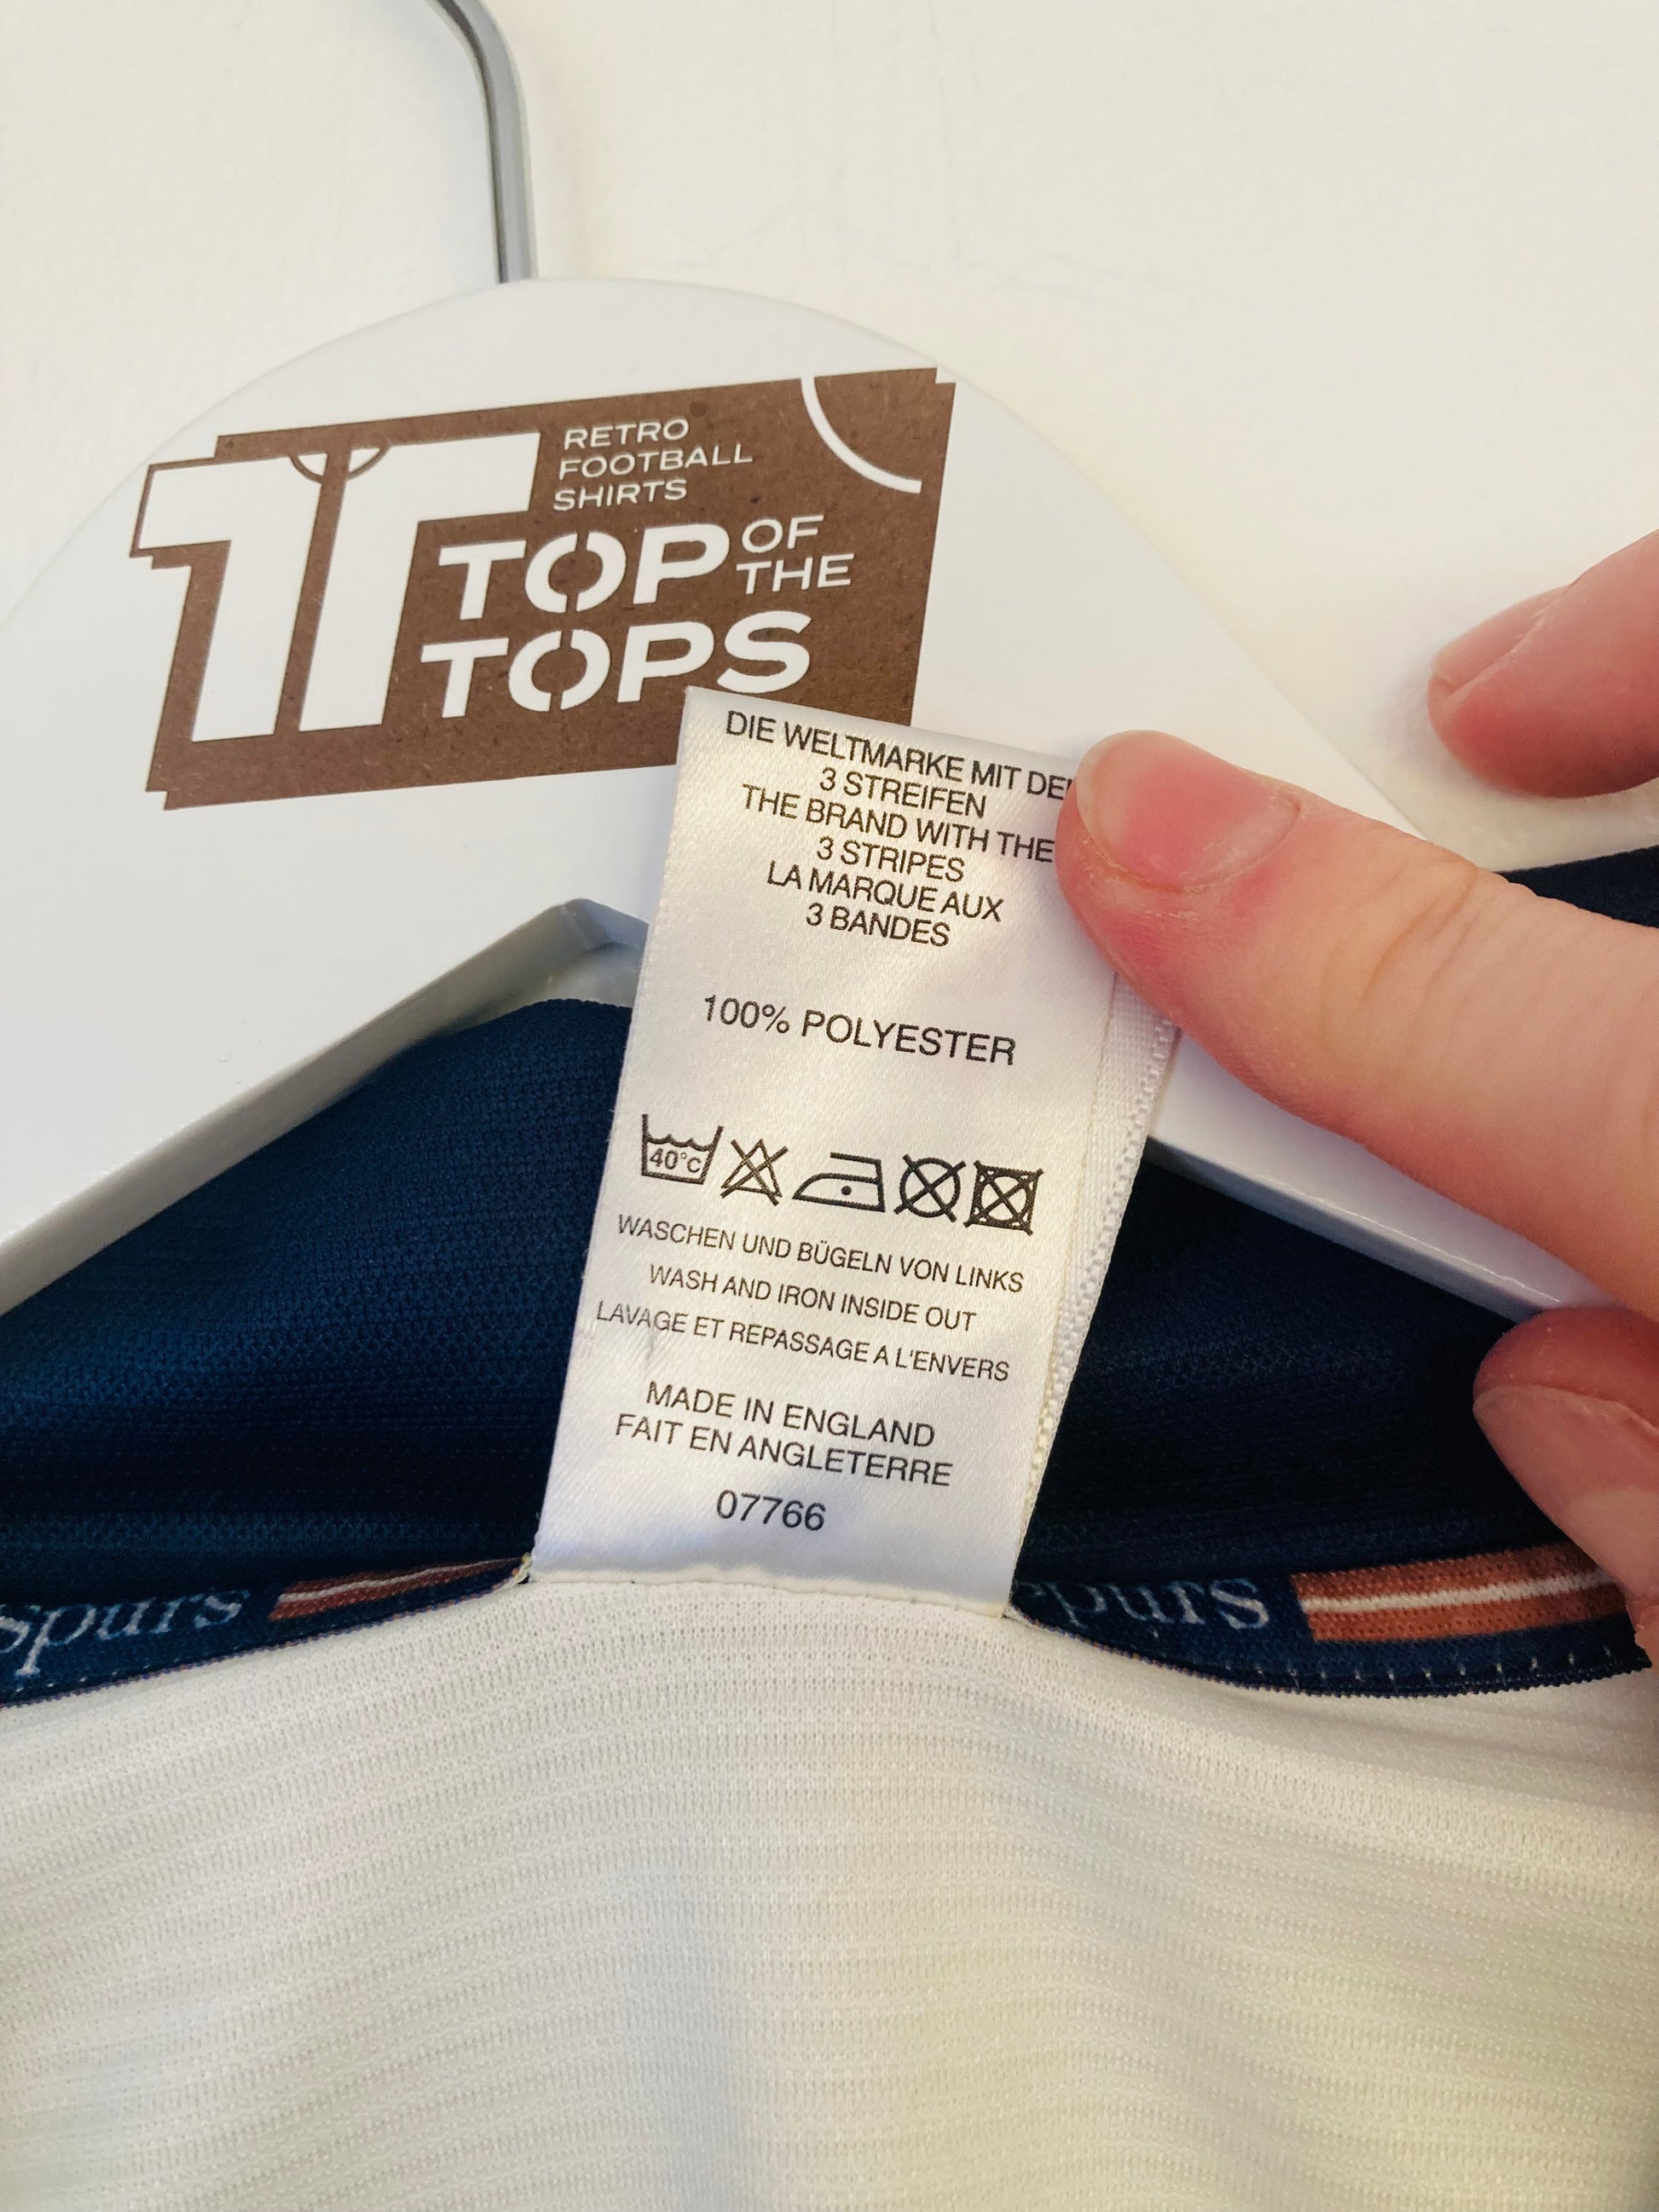 RETRO
FOOTBALL
SHIRTS
TOP OF THE
TOPS
DIE WELTMARKE MIT
3 STREIFEN
THE BRAND WITH THE
3 STRIPES
LA MARQUE AUX
3 BANDES
100% POLYESTER
40°C
WASCHEN UND BÜGELN VON LINKS
WASH AND IRON INSIDE OUT
LAVAGE ET REPASSAGE A L'ENVERS
MADE IN ENGLAND
FAIT EN ANGLETERRE
07766
spurs
spurs